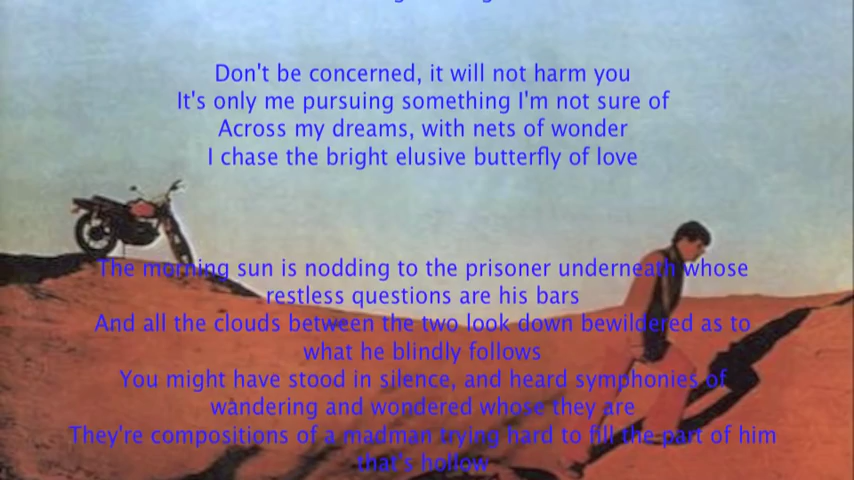 Don't be concerned, it will not harm you
It's only me pursuing something I'm not sure of
Across my dreams, with nets of wonder
I chase the bright elusive butterfly of love
The morning sun is nodding to the prisoner underneath whose
restless questions are his bars
And all the clouds between the two look down bewildered as to
what he blindly follows
You might have stood in silence, and heard symphonies of
wandering and wondered whose they are
They're compositions of a madman trying hard to fill the part of him
that's hollow